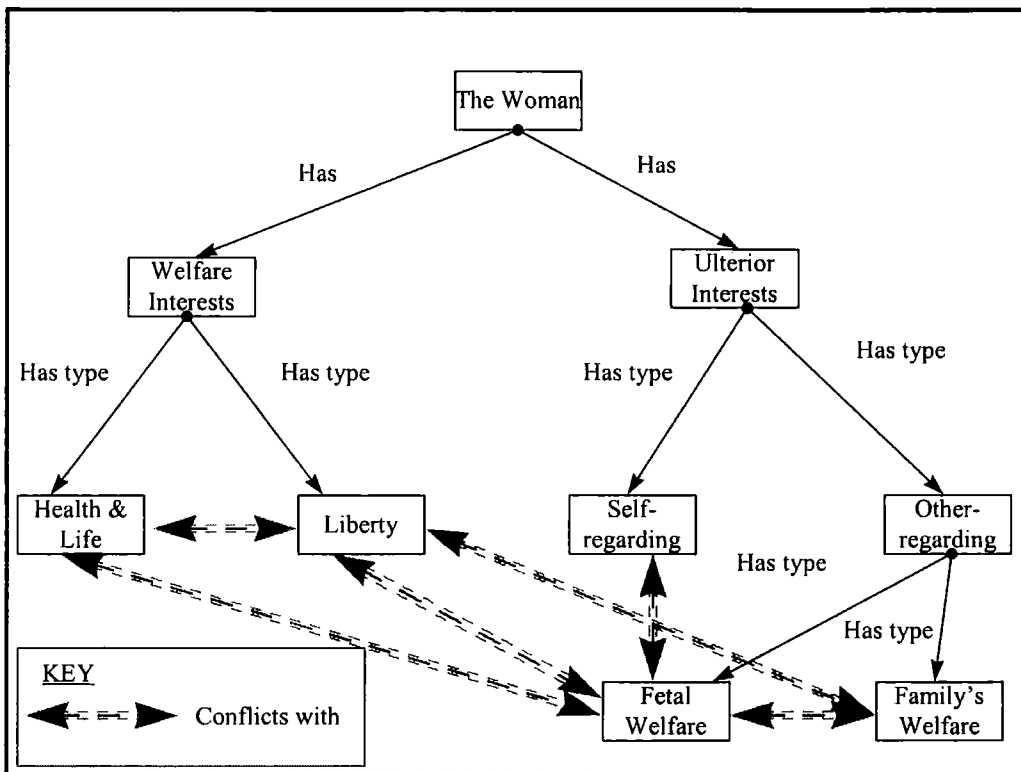 The Woman
Has
Has
Welfare
Interests
Ulterior
Interests
Has type
Has type
Has type
Has type
Health &
Life
Liberty
Self-
regarding
Other-
regarding
Has type
Has type
KEY
Conflicts with
Fetal
Welfare
Family's
Welfare